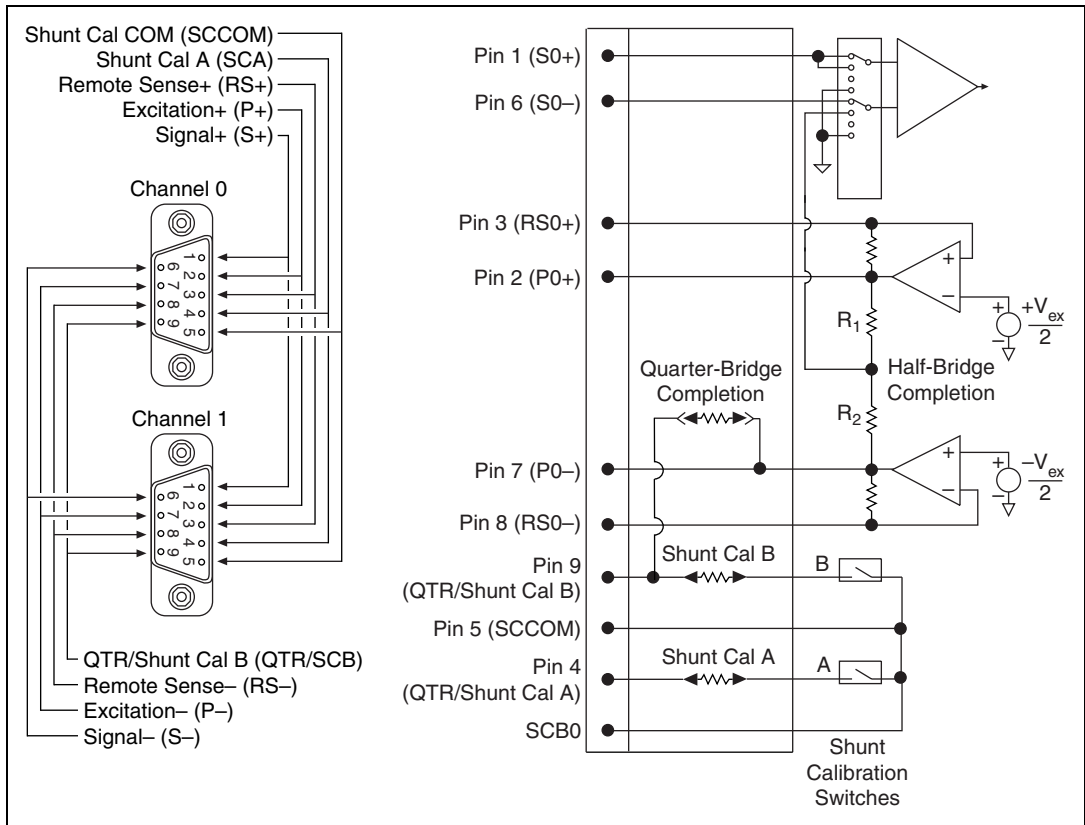 Shunt Cal COM (SCCOM)
Shunt Cal A (SCA)
Remote Sense+ (RS+)
Excitation+ (P+)
Signal+ (S+)
Channel 0
1
2
3
4
5
6
7
8
9
Channel 1
1
2
3
4
5
6
7
8
9
QTR/Shunt Cal B (QTR/SCB)
Remote Sense– (RS–)
Excitation– (P–)
Signal– (S–)
Pin 1 (S0+)
Pin 6 (S0–)
Pin 3 (RS0+)
Pin 2 (P0+)
+
–
+
–
+Vex
2
R1
Quarter-Bridge
Completion
Half-Bridge
Completion
R2
Pin 7 (P0–)
+
–
+
–
–Vex
2
Pin 8 (RS0–)
Pin 9
(QTR/Shunt Cal B)
Shunt Cal B
B
Pin 5 (SCCOM)
Pin 4
(QTR/Shunt Cal A)
Shunt Cal A
A
SCB0
Shunt
Calibration
Switches